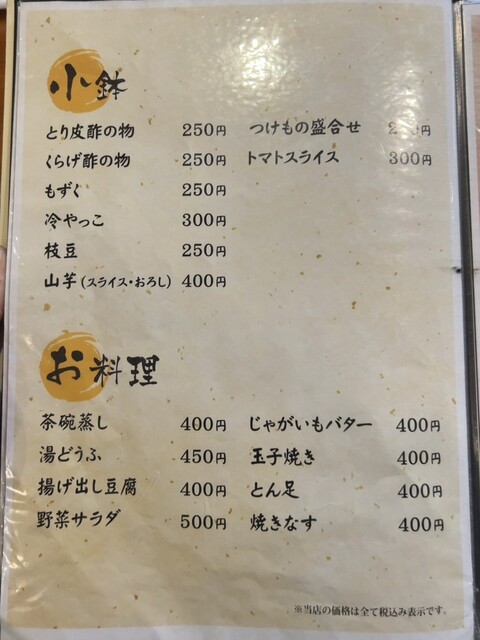 小鉢
とり皮酢の物 250円
くらげ酢の物 250円
もずく 250円
冷やっこ 300円
枝豆 250円
山芋(スライス・おろし) 400円
つけもの盛合せ 円
トマトスライス 300円
お料理
茶碗蒸し 400円
湯どうふ 450円
揚げ出し豆腐 400円
野菜サラダ 500円
じゃがいもバター 400円
玉子焼き 400円
とん足 400円
焼きなす 400円
※当店の価格は全て税込み表示です。